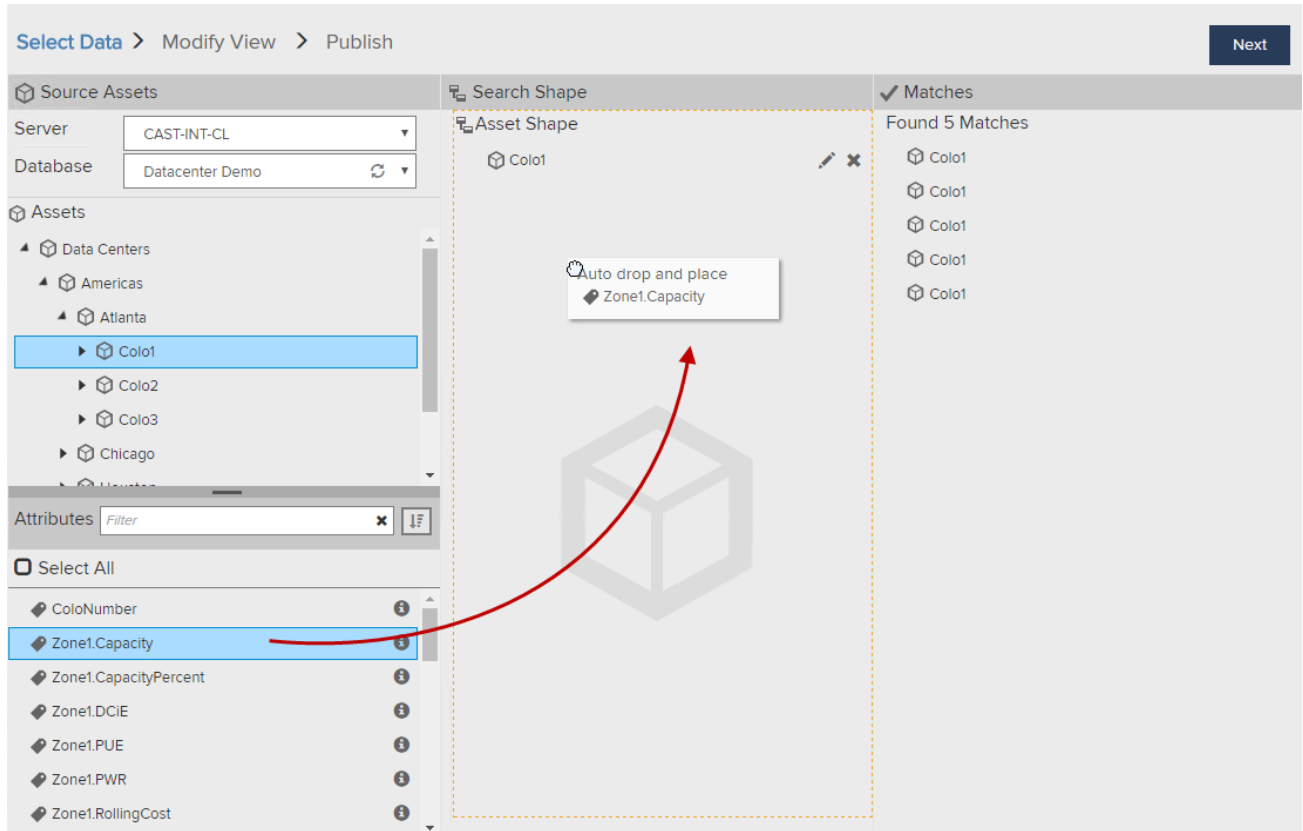 Select Data > Modify View > Publish
Next
Source Assets
Server
CAST-INT-CL
Database
Datacenter Demo
Assets
Data Centers
Americas
Atlanta
Colo1
Colo2
Colo3
Chicago
Attributes
Filter
Select All
ColoNumber
Zone1.Capacity
Zone1.CapacityPercent
Zone1.DCiE
Zone1.PUE
Zone1.PWR
Zone1.RollingCost
Search Shape
Asset Shape
Colo1
Auto drop and place
Zone1.Capacity
Matches
Found 5 Matches
Colo1
Colo1
Colo1
Colo1
Colo1